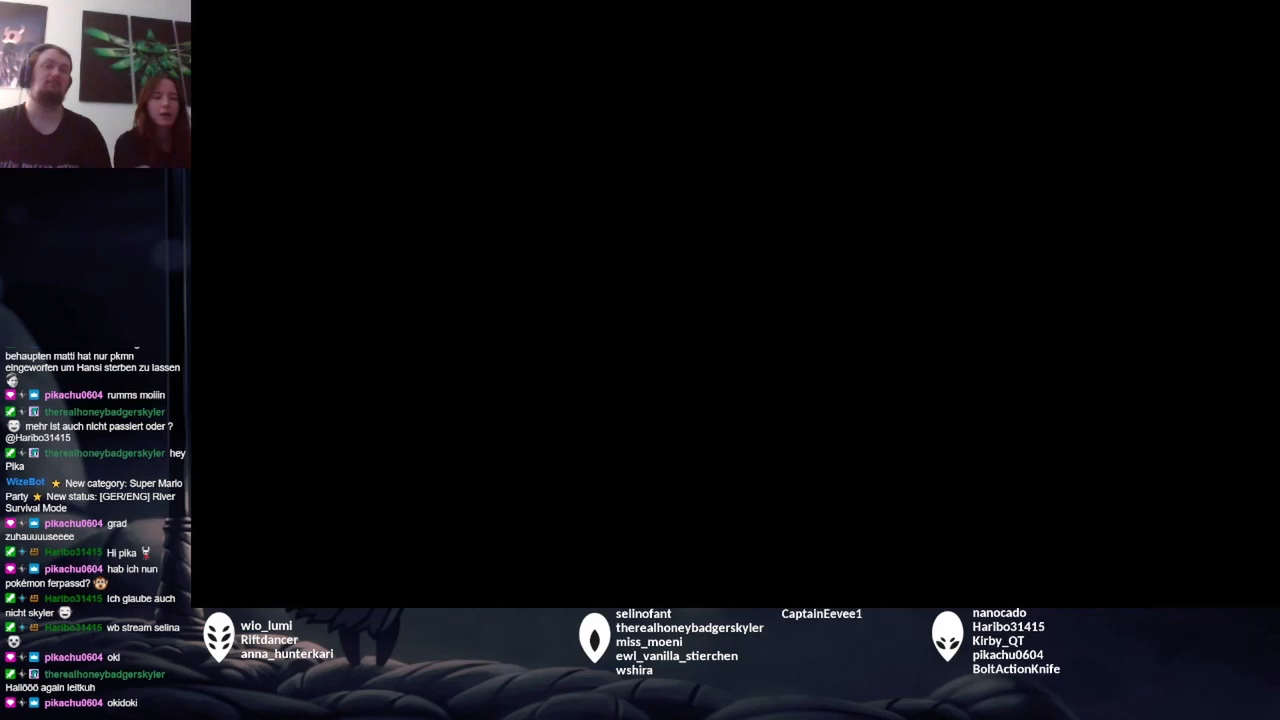 behaupten matti hat nur pkmn
eingeworfen um Hansi sterben zu lassen
pikachu0604 rumms moiiin
therealhoneybadgerskyler
mehr ist auch nicht passiert oder ?
@Haribo31415
therealhoneybadgerskyler hey
Pika
WizeBot New category: Super Mario
Party New status: [GER/ENG] River
Survival Mode
pikachu0604 grad
zuhauuuuseeee
Haribo31415 Hi pika
pikachu0604 hab ich nun
pokémon ferpassd?
Haribo31415 Ich glaube auch
nicht skyler
Haribo31415 wb stream selina
pikachu0604 oki
therealhoneybadgerskyler
Hallööö again leitkuh
pikachu0604 okidoki
wio_lumi
Riftdancer
anna_hunterkari
selinofant
therealhoneybadgerskyler
miss_moeni
ewl_vanilla_stierchen
wshira
CaptainEevee1
nanocado
Haribo31415
Kirby_QT
pikachu0604
BoltActionKnife